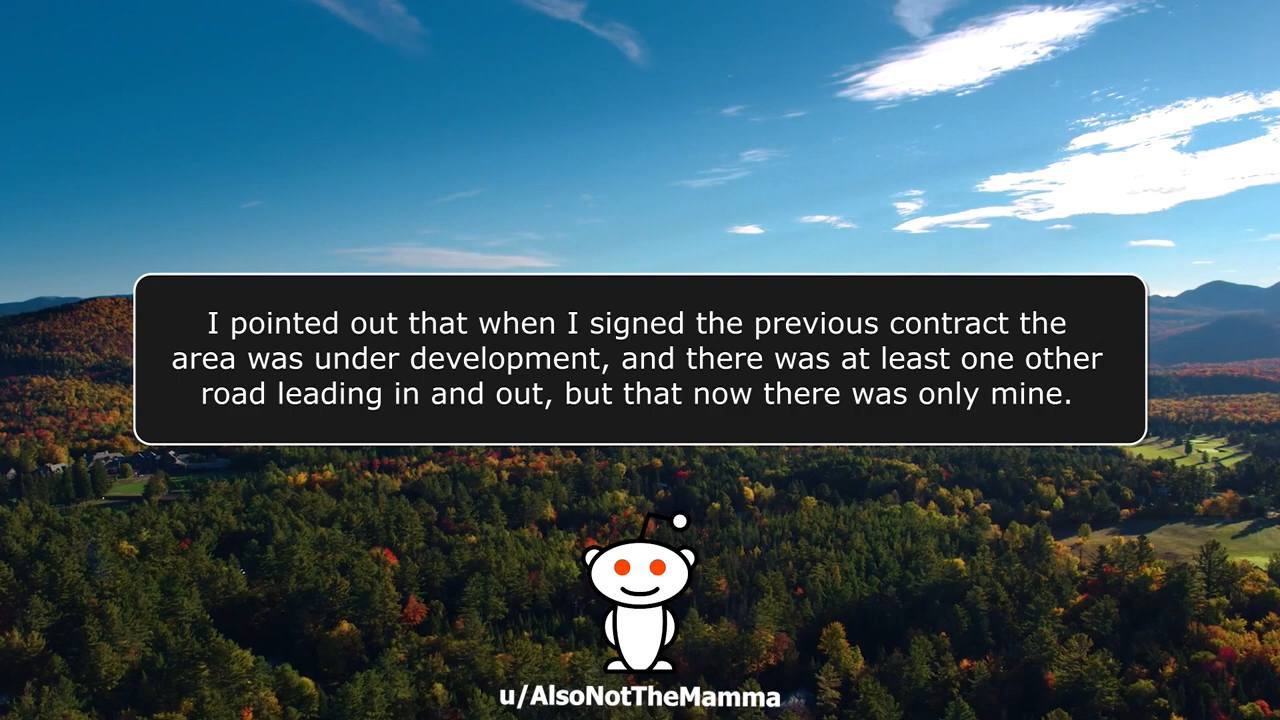 I pointed out that when I signed the previous contract the
area was under development, and there was at least one other
road leading in and out, but that now there was only mine.
u/AlsoNotTheMamma